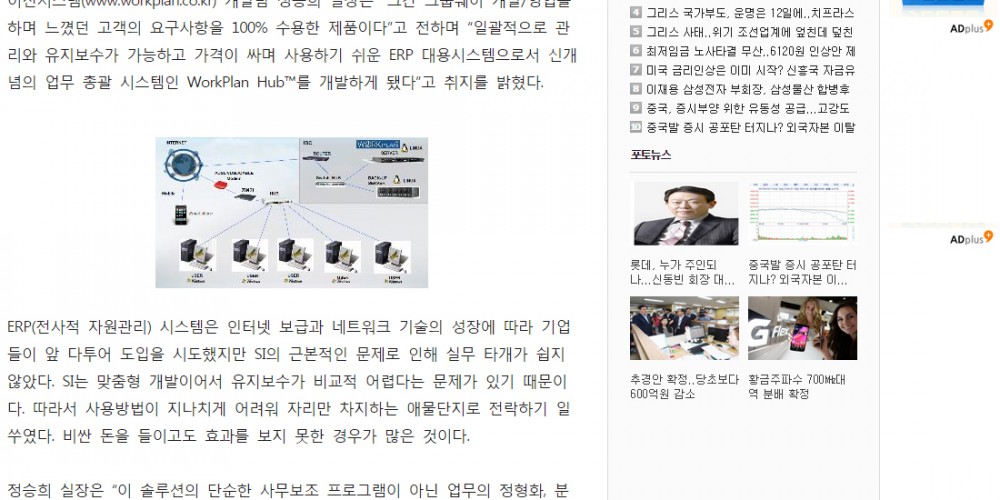 이션시스템(www.workplan.co.kr) 개발팀 정승희 실장은 “그간 그룹웨어 개발/영업을
하며 느꼈던 고객의 요구사항을 100% 수용한 제품이다”고 전하며 “일괄적으로 관
리와 유지보수가 가능하고 가격이 싸며 사용하기 쉬운 ERP 대용시스템으로서 신개
념의 업무 총괄 시스템인 WorkPlan Hub™를 개발하게 됐다”고 취지를 밝혔다.
INTERNET
IDC
ROUTER
SERVER
LINUX
Switch HUB
LINUX
HUB
Mobile
USER
USER
USER
USER
USER
ERP(전사적 자원관리) 시스템은 인터넷 보급과 네트워크 기술의 성장에 따라 기업
들이 앞 다투어 도입을 시도했지만 SI의 근본적인 문제로 인해 실무 타개가 쉽지
않았다. SI는 맞춤형 개발이어서 유지보수가 비교적 어렵다는 문제가 있기 때문이
다. 따라서 사용방법이 지나치게 어려워 자리만 차지하는 애물단지로 전락하기 일
쑤였다. 비싼 돈을 들이고도 효과를 보지 못한 경우가 많은 것이다.
정승희 실장은 “이 솔루션의 단순한 사무보조 프로그램이 아닌 업무의 정형화, 분
4 그리스 국가부도, 운명은 12일에..치프라스
5 그리스 사태..위기 조선업계에 엎친데 덮친
6 최저임금 노사타결 무산..6120원 인상안 제
7 미국 금리인상은 이미 시작? 신흥국 자금유
8 이재용 삼성전자 부회장, 삼성물산 합병후
9 중국, 증시부양 위한 유동성 공급...고강도
10 중국발 증시 공포탄 터지나? 외국자본 이탈
포토뉴스
롯데, 누가 주인되
나...신동빈 회장 대...
중국발 증시 공포탄 터
지나? 외국자본 이...
G Flex
추경안 확정..당초보다
600억원 감소
황금주파수 700㎒대
역 분배 확정
ADplus
ADplus